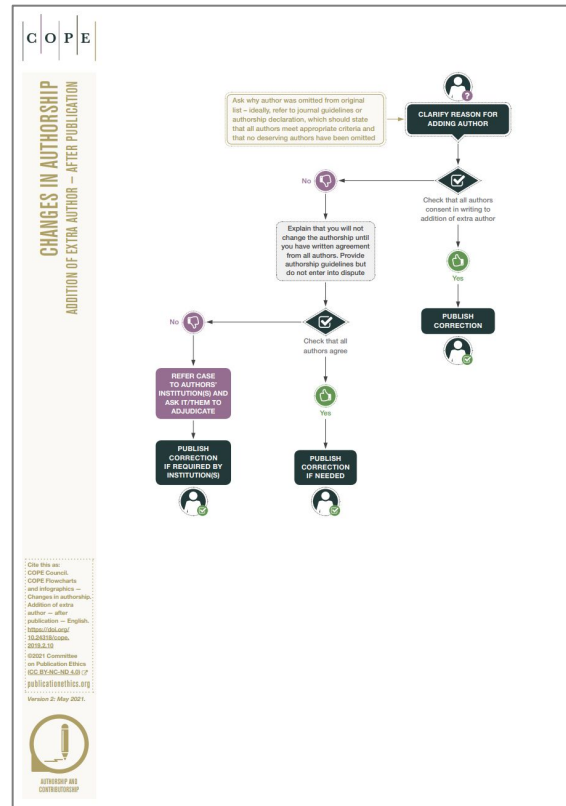 COPE
CHANGES IN AUTHORSHIP
ADDITION OF EXTRA AUTHOR — AFTER PUBLICATION
Ask why author was omitted from original
list – ideally, refer to journal guidelines or
authorship declaration, which should state
that all authors meet appropriate criteria and
that no deserving authors have been omitted
?
CLARIFY REASON FOR
ADDING AUTHOR
No
Check that all authors
consent in writing to
addition of extra author
Explain that you will not
change the authorship until
you have written agreement
from all authors. Provide
authorship guidelines but
do not enter into dispute
Yes
PUBLISH
CORRECTION
No
Check that all
authors agree
REFER CASE
TO AUTHORS'
INSTITUTION(S) AND
ASK IT/THEM TO
ADJUDICATE
Yes
PUBLISH
CORRECTION
IF REQUIRED BY
INSTITUTION(S)
PUBLISH
CORRECTION
IF NEEDED
Cite this as:
COPE Council.
COPE Flowcharts
and infographics —
Changes in authorship.
Addition of extra
author — after
publication — English.
https://doi.org/
10.24318/cope.
2019.2.10
©2021 Committee
on Publication Ethics
(CC BY-NC-ND 4.0)
publicationethics.org
Version 2: May 2021.
AUTHORSHIP AND
CONTRIBUTORSHIP